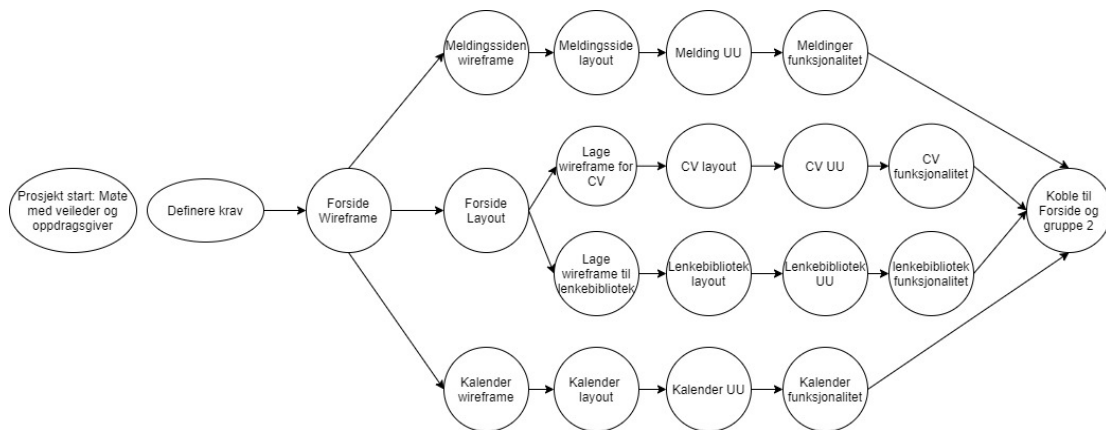 Meldingssiden
wireframe
Meldingsside
layout
Melding UU
Meldinger
funksjonalitet
Prosjekt start: Møte
med veileder og
oppdragsgiver
Definere krav
Forside
Wireframe
Forside
Layout
Lage
wireframe for
CV
CV layout
CV UU
CV
funksjonalitet
Lage
wireframe til
lenkebibliotek
Lenkebibliotek
layout
Lenkebibliotek
UU
lenkebibliotek
funksjonalitet
Koble til
Forside og
gruppe 2
Kalender
wireframe
Kalender
layout
Kalender UU
Kalender
funksjonalitet